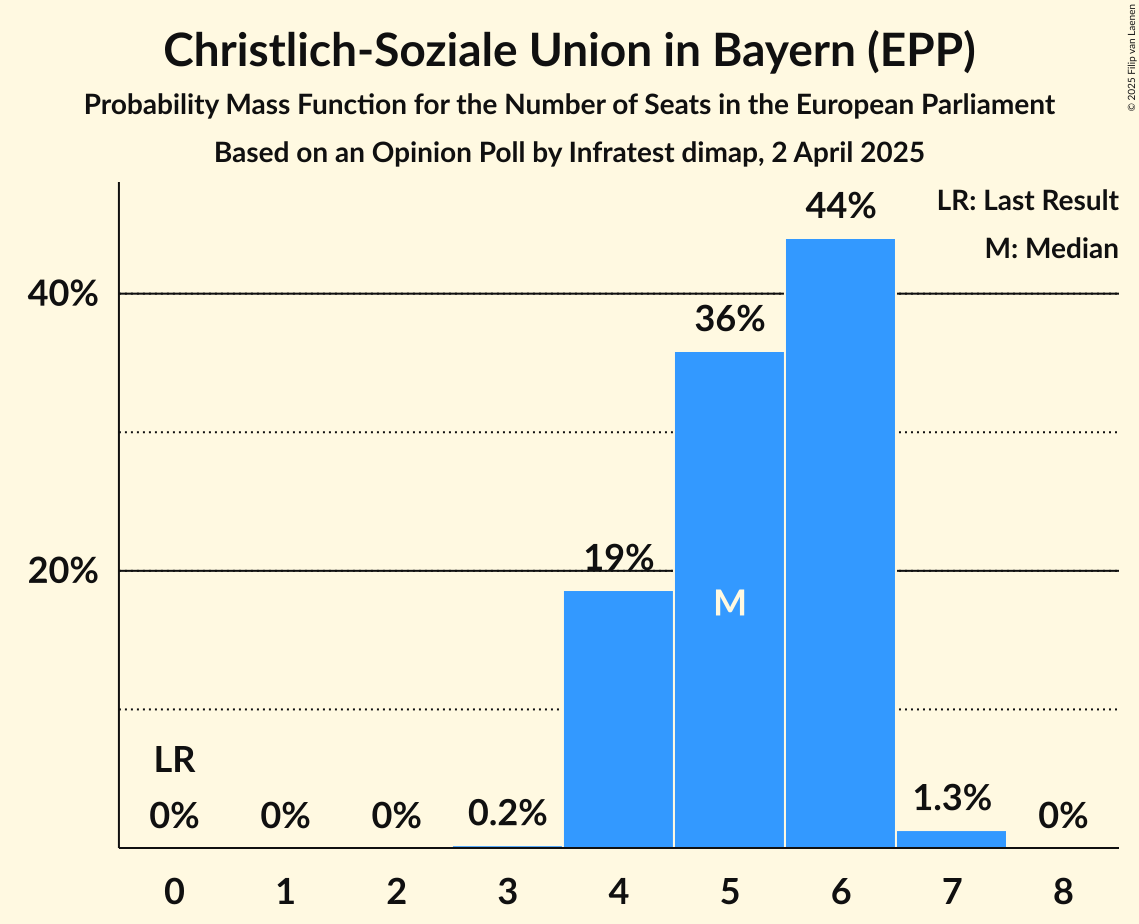 Christlich-Soziale Union in Bayern (EPP)
Probability Mass Function for the Number of Seats in the European Parliament
Based on an Opinion Poll by Infratest dimap, 2 April 2025
© 2025 Filip van Laenen
LR: Last Result
M: Median
44%
40%
36%
19%
20%
M
LR
0% 0% 0% 0.2% 1.3% 0%
0 1 2 3 4 5 6 7 8